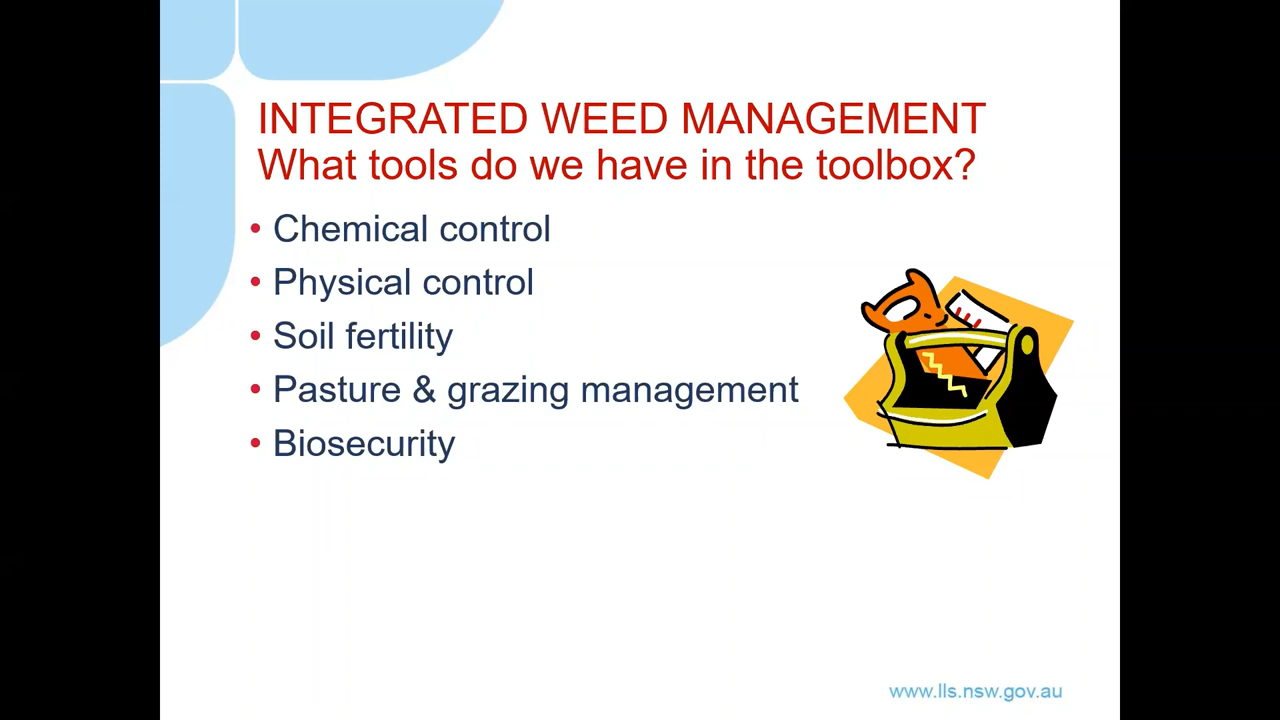 INTEGRATED WEED MANAGEMENT
What tools do we have in the toolbox?
• Chemical control
• Physical control
• Soil fertility
• Pasture & grazing management
• Biosecurity
www.lls.nsw.gov.au